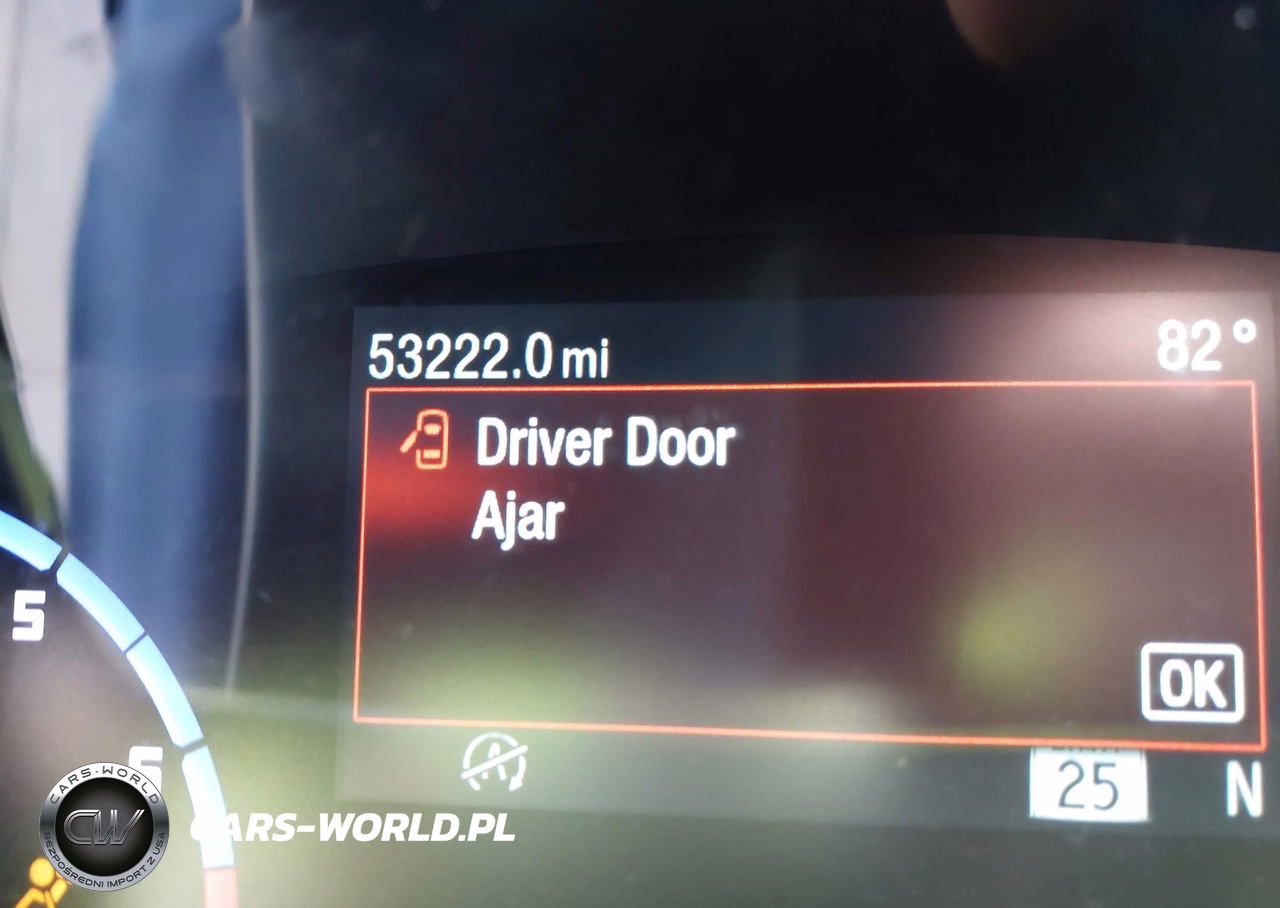 53222.0 mi
82°
Driver Door
Ajar
OK
5
6
A
25
N
CARS-WORLD
CW
BEZPOŚREDNI IMPORT Z USA
CARS-WORLD.PL